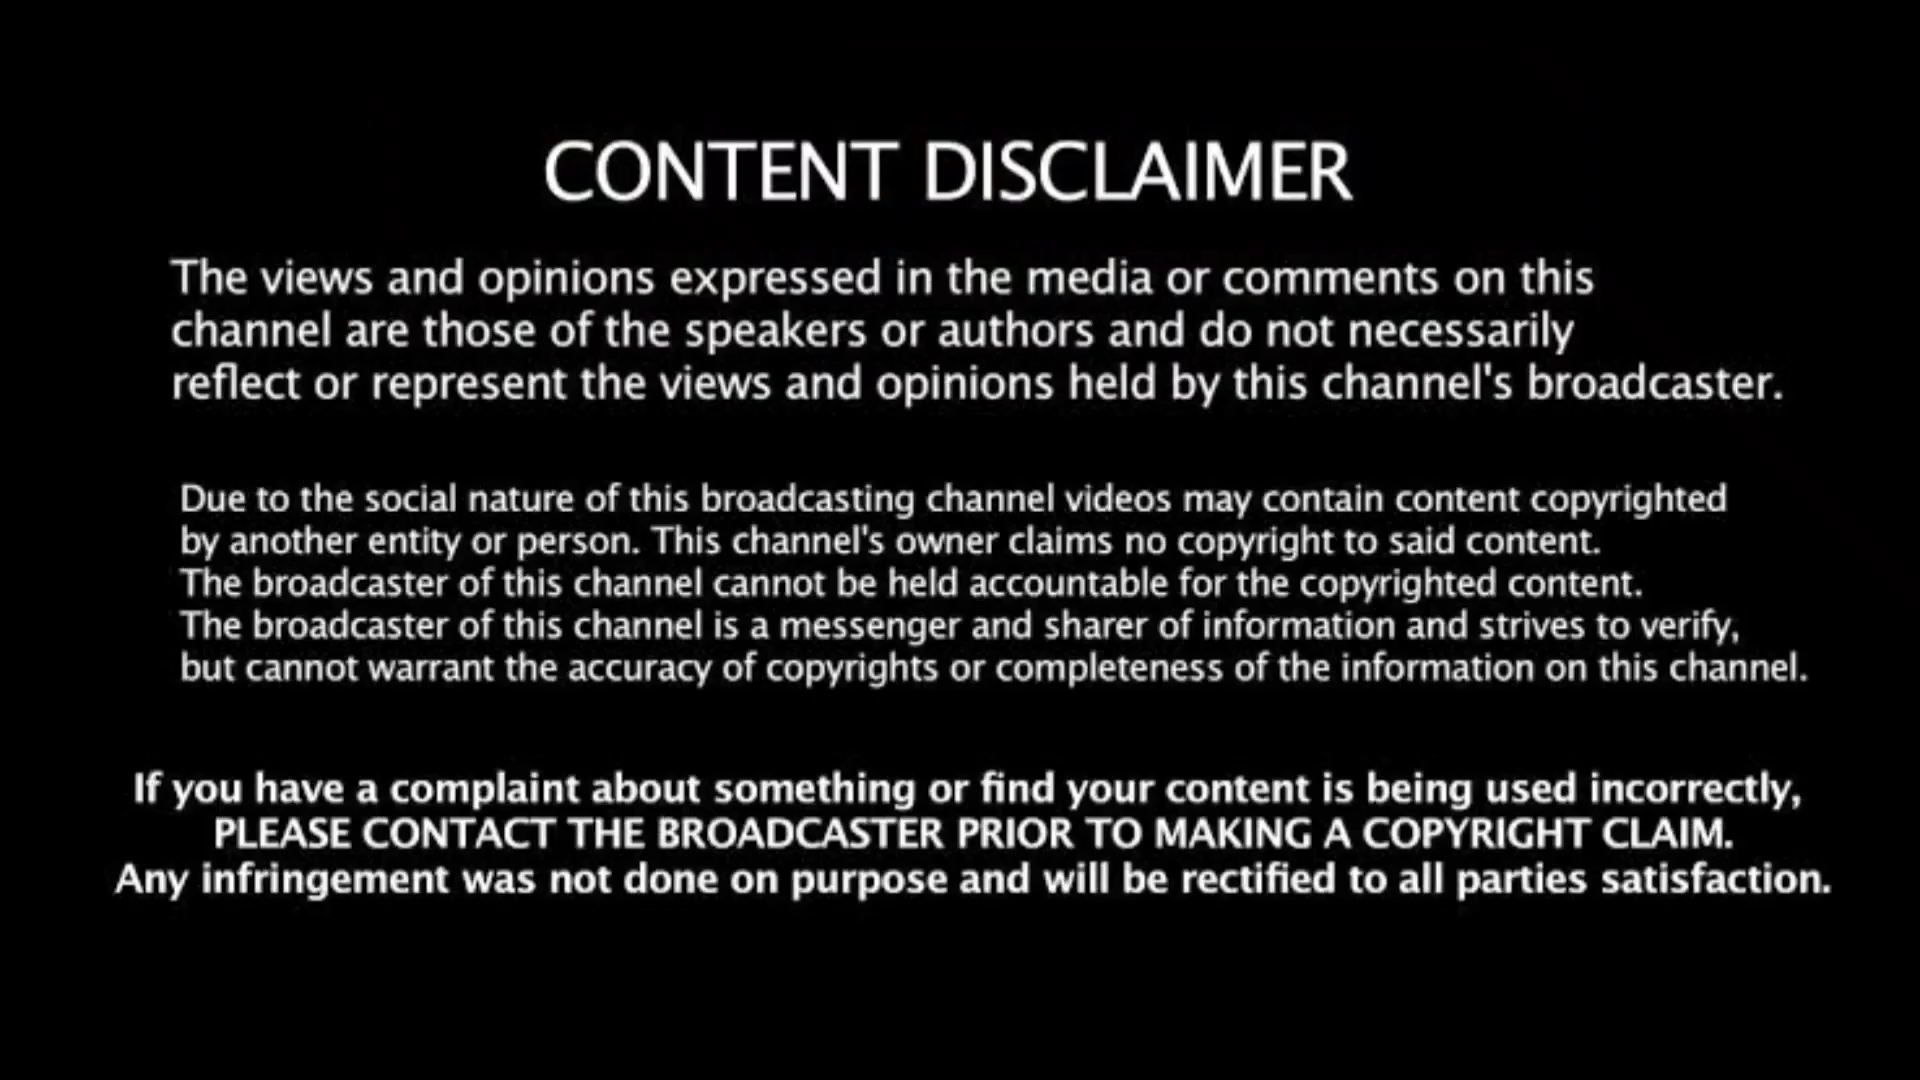 CONTENT DISCLAIMER
The views and opinions expressed in the media or comments on this
channel are those of the speakers or authors and do not necessarily
reflect or represent the views and opinions held by this channel's broadcaster.
Due to the social nature of this broadcasting channel videos may contain content copyrighted
by another entity or person. This channel's owner claims no copyright to said content.
The broadcaster of this channel cannot be held accountable for the copyrighted content.
The broadcaster of this channel is a messenger and sharer of information and strives to verify,
but cannot warrant the accuracy of copyrights or completeness of the information on this channel.
If you have a complaint about something or find your content is being used incorrectly,
PLEASE CONTACT THE BROADCASTER PRIOR TO MAKING A COPYRIGHT CLAIM.
Any infringement was not done on purpose and will be rectified to all parties satisfaction.